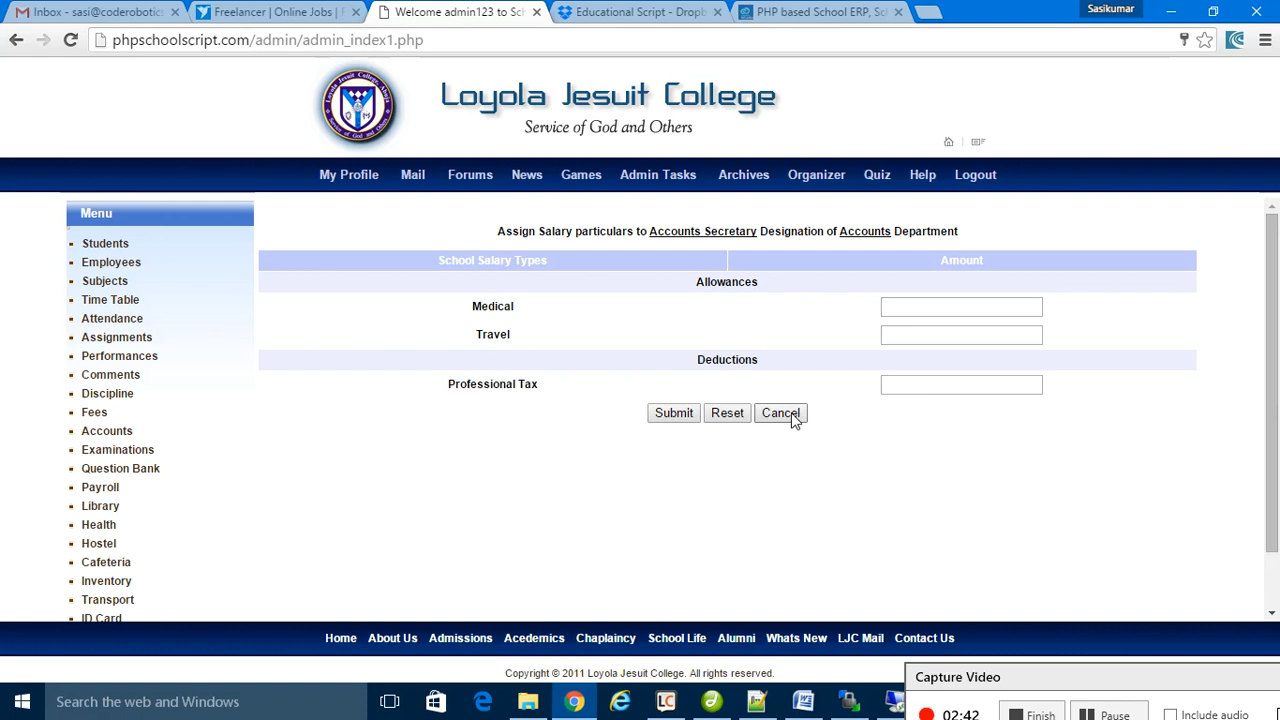 Inbox - sasi@coderobotics
Freelancer | Online Jobs |
Welcome admin123 to Sch
Educational Script - Dropb
PHP based School ERP, Sc
Sasikumar
phpschoolscript.com/admin/admin_index1.php
Loyola Jesuit College
Service of God and Others
My Profile Mail Forums News Games Admin Tasks Archives Organizer Quiz Help Logout
Menu
Students
Employees
Subjects
Time Table
Attendance
Assignments
Performances
Comments
Discipline
Fees
Accounts
Examinations
Question Bank
Payroll
Library
Health
Hostel
Cafeteria
Inventory
Transport
ID Card
Assign Salary particulars to Accounts Secretary Designation of Accounts Department
School Salary Types Amount
Allowances
Medical
Travel
Deductions
Professional Tax
Submit Reset Cancel
Home About Us Admissions Acedemics Chaplaincy School Life Alumni Whats New LJC Mail Contact Us
Copyright © 2011 Loyola Jesuit College. All rights reserved.
Capture Video
02:42 Finish Pause Include audio
Search the web and Windows